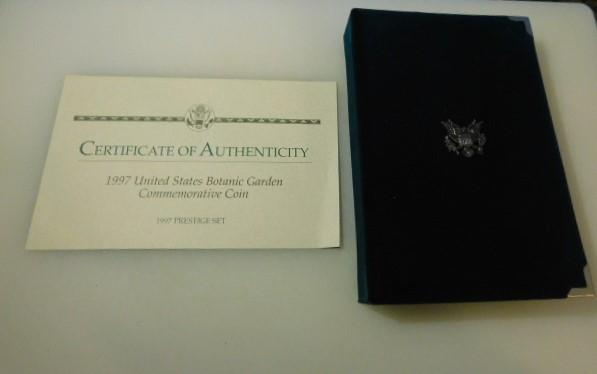 CERTIFICATE OF AUTHENTICITY
1997 United States Botanic Garden
Commemorative Coin
1997 PRESTIGE SET